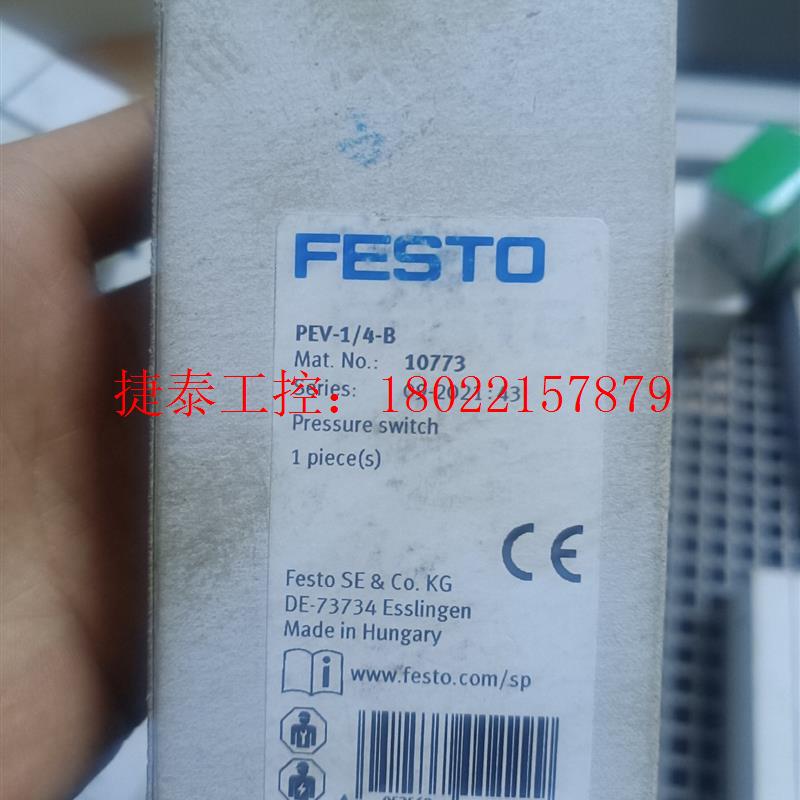 FESTO
PEV-1/4-B
Mat. No.: 10773
Series:
捷泰工控：18022157879
Pressure switch
1 piece(s)
CE
Festo SE & Co. KG
DE-73734 Esslingen
Made in Hungary
i www.festo.com/sp